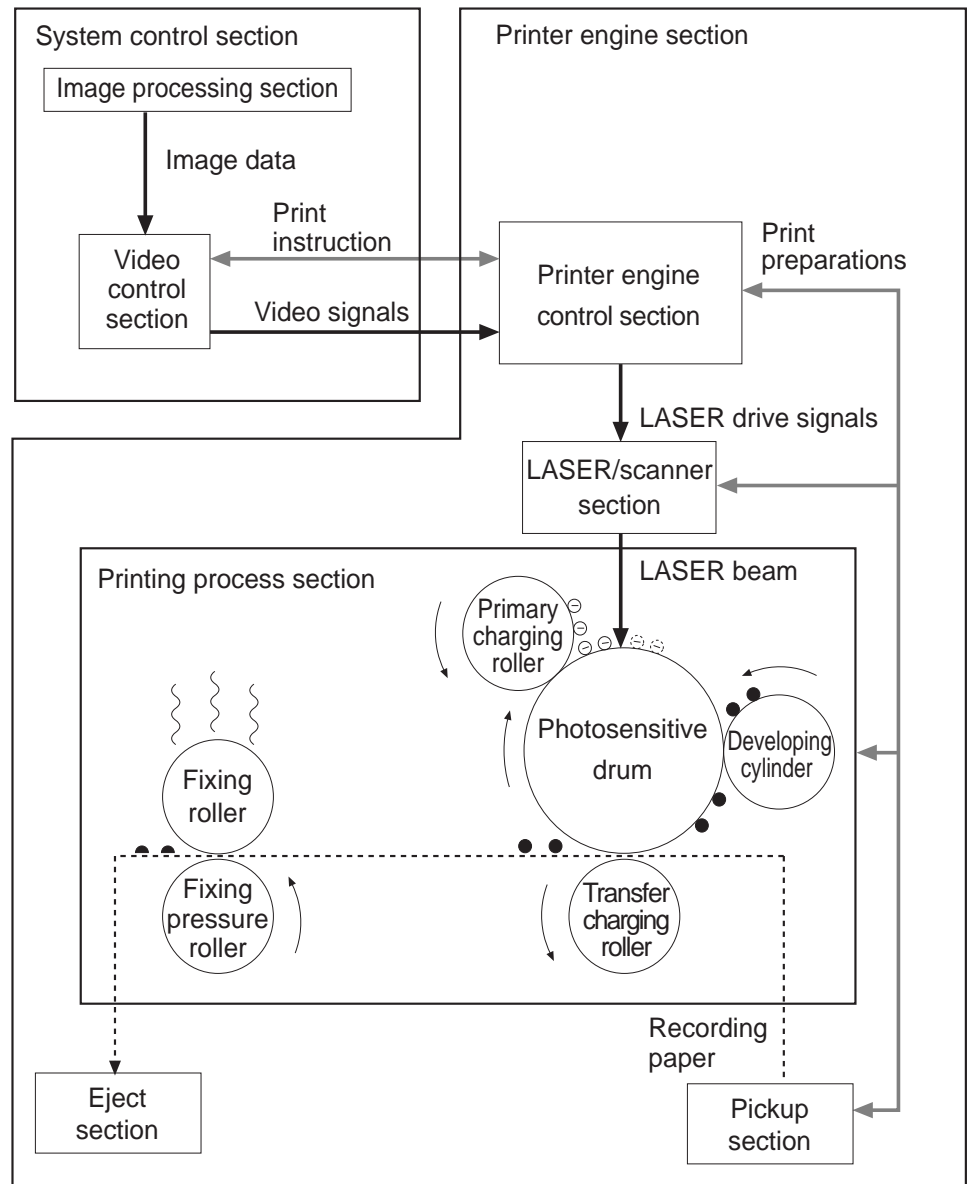 System control section
Image processing section
Image data
Video
control
section
Print
instruction
Video signals
Printer engine section
Printer engine
control section
Print
preparations
LASER drive signals
LASER/scanner
section
LASER beam
Printing process section
Primary
charging
roller
Photosensitive
drum
Developing
cylinder
Fixing
roller
Fixing
pressure
roller
Transfer
charging
roller
Recording
paper
Eject
section
Pickup
section